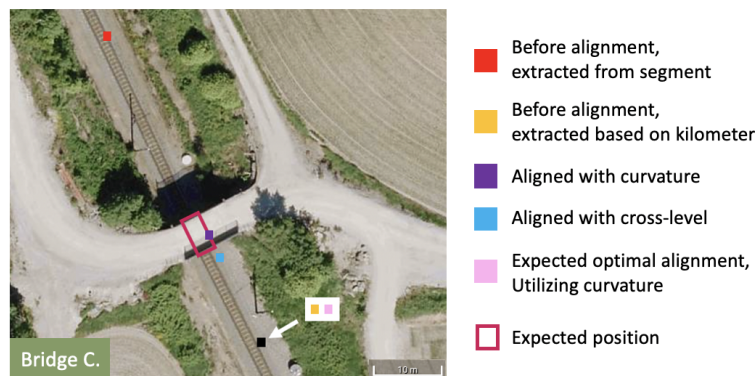 Before alignment,
extracted from segment
Before alignment,
extracted based on kilometer
Aligned with curvature
Aligned with cross-level
Expected optimal alignment,
Utilizing curvature
Expected position
Bridge C.
10 m